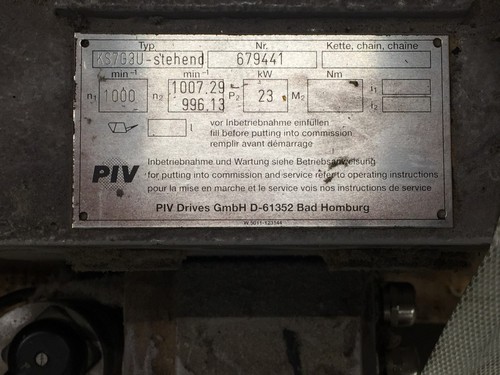 Typ Nr. Kette, chain, chaîne
KS7G3U-stehend 679441
min⁻¹ min⁻¹ kW Nm
n₁ 1000 n₂ 1007.29 P₂ 23 M₂ i₁
996.13 i₂
l vor Inbetriebnahme einfüllen
fill before putting into commission
remplir avant démarrage
PIV Inbetriebnahme und Wartung siehe Betriebsanweisung
for putting into commission and service refer to operating instructions
pour la mise en marche et le service vois nos instructions de service
PIV Drives GmbH D-61352 Bad Homburg